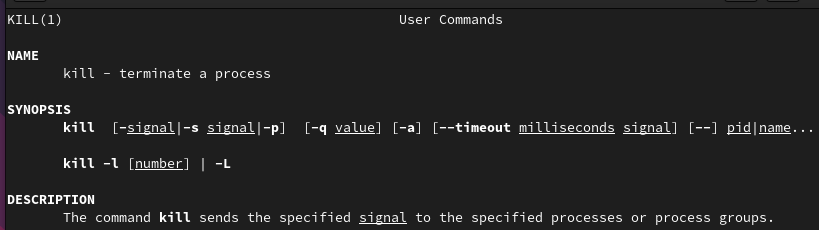 KILL(1) User Commands
NAME
kill - terminate a process
SYNOPSIS
kill [-signal|-s signal|-p] [-q value] [-a] [--timeout milliseconds signal] [--] pid|name...
kill -l [number] | -L
DESCRIPTION
The command kill sends the specified signal to the specified processes or process groups.